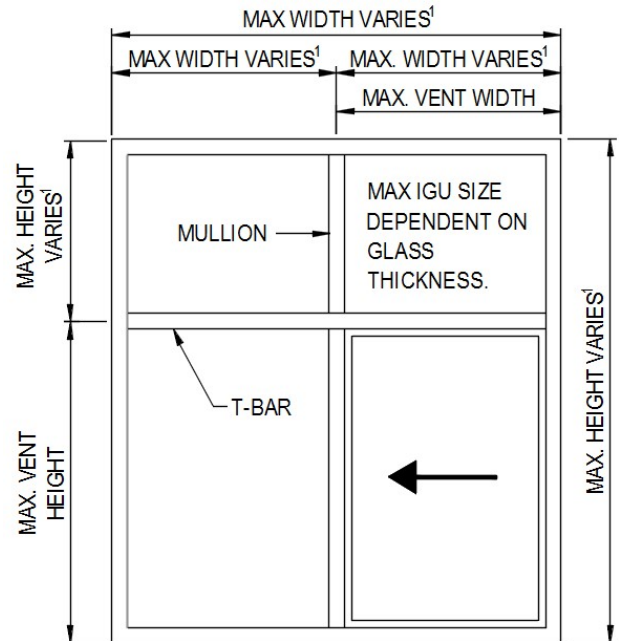 MAX WIDTH VARIES¹
MAX WIDTH VARIES¹
MAX. WIDTH VARIES¹
MAX. VENT WIDTH
MAX. HEIGHT
VARIES¹
MULLION
MAX IGU SIZE
DEPENDENT ON
GLASS
THICKNESS.
T-BAR
MAX. VENT
HEIGHT
MAX. HEIGHT VARIES¹